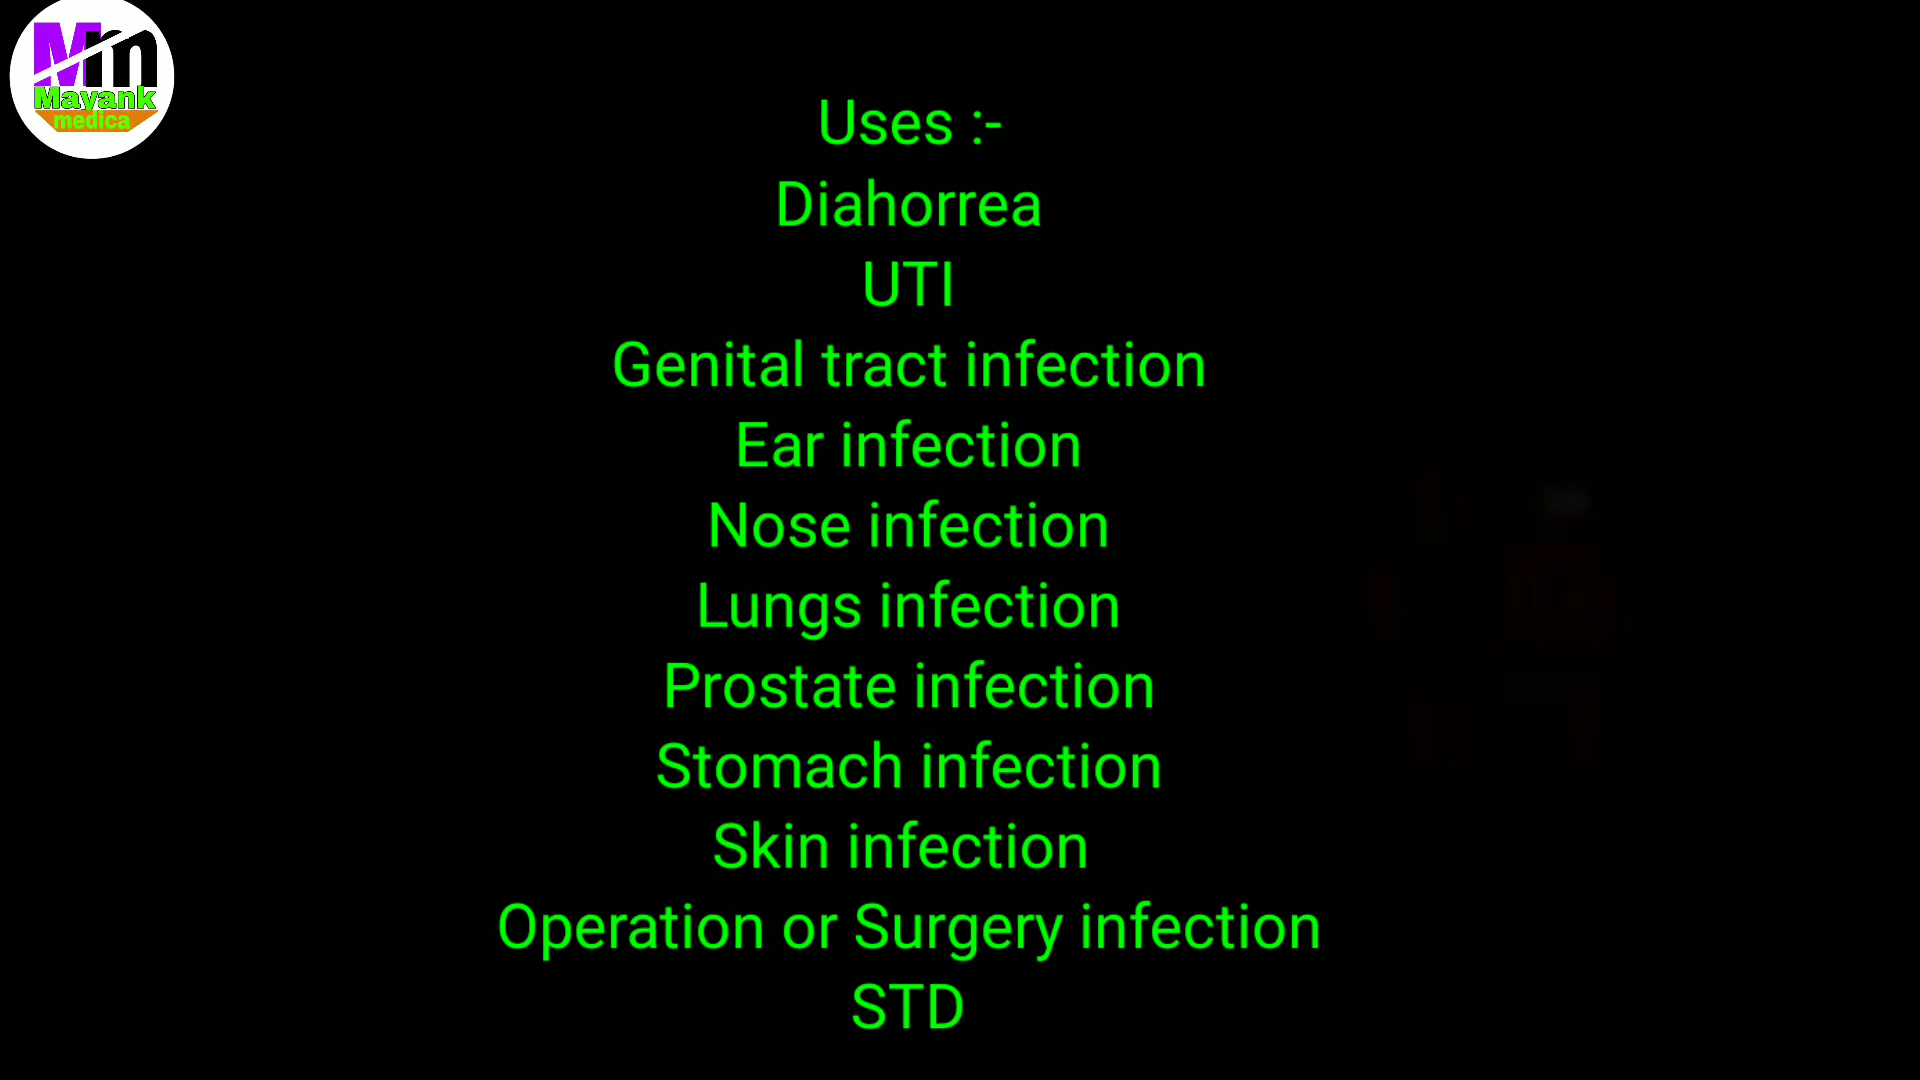 Mm
Mayank
medica
Uses :-
Diahorrea
UTI
Genital tract infection
Ear infection
Nose infection
Lungs infection
Prostate infection
Stomach infection
Skin infection
Operation or Surgery infection
STD